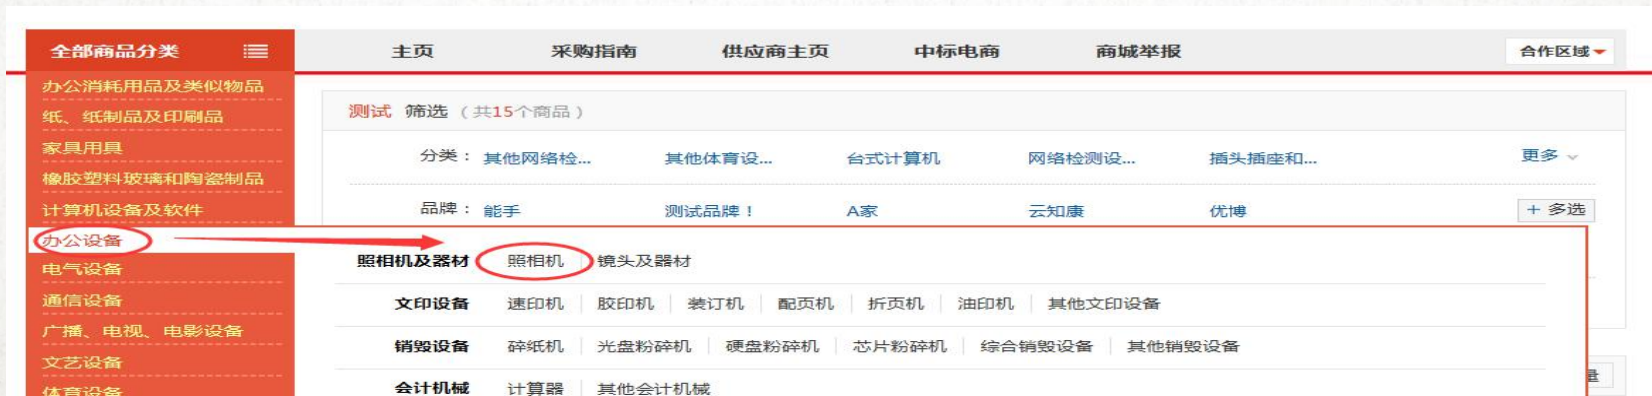 全部商品分类 主页 采购指南 供应商主页 中标电商 商城举报 合作区域
办公消耗用品及类似物品
纸、纸制品及印刷品
家具用具
橡胶塑料玻璃和陶瓷制品
计算机设备及软件
办公设备
电气设备
通信设备
广播、电视、电影设备
文艺设备
体育设备
测试 筛选 （共15个商品）
分类： 其他网络检... 其他体育设... 台式计算机 网络检测设... 插头插座和... 更多
品牌： 能手 测试品牌！ A家 云知康 优博 + 多选
照相机及器材 照相机 镜头及器材
文印设备 速印机 胶印机 装订机 配页机 折页机 油印机 其他文印设备
销毁设备 碎纸机 光盘粉碎机 硬盘粉碎机 芯片粉碎机 综合销毁设备 其他销毁设备
会计机械 计算器 其他会计机械
量